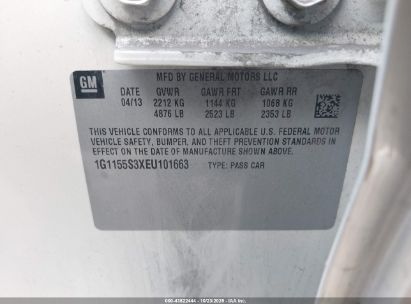 GM
MFD BY GENERAL MOTORS LLC
DATE GVWR GAWR FRT GAWR RR
04/13 2212 KG 1144 KG 1068 KG
4876 LB 2523 LB 2353 LB
THIS VEHICLE CONFORMS TO ALL APPLICABLE U.S. FEDERAL MOTOR
VEHICLE SAFETY, BUMPER, AND THEFT PREVENTION STANDARDS
IN EFFECT ON THE DATE OF MANUFACTURE SHOWN ABOVE.
1G1155S3XEU101663 TYPE: PASS CAR